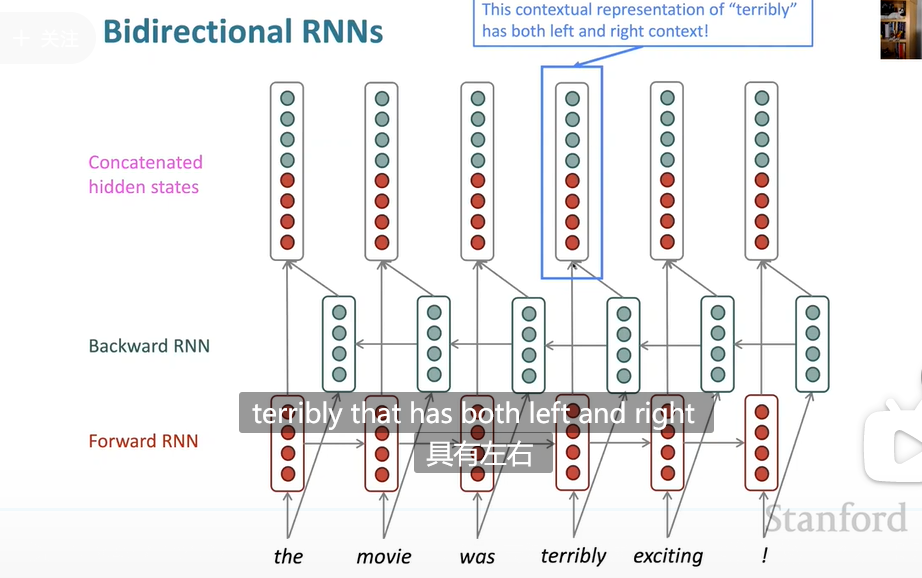 + 关注
Bidirectional RNNs
This contextual representation of “terribly”
has both left and right context!
Concatenated
hidden states
Backward RNN
terribly that has both left and right
Forward RNN
具有左右
Stanford
the movie was terribly exciting !